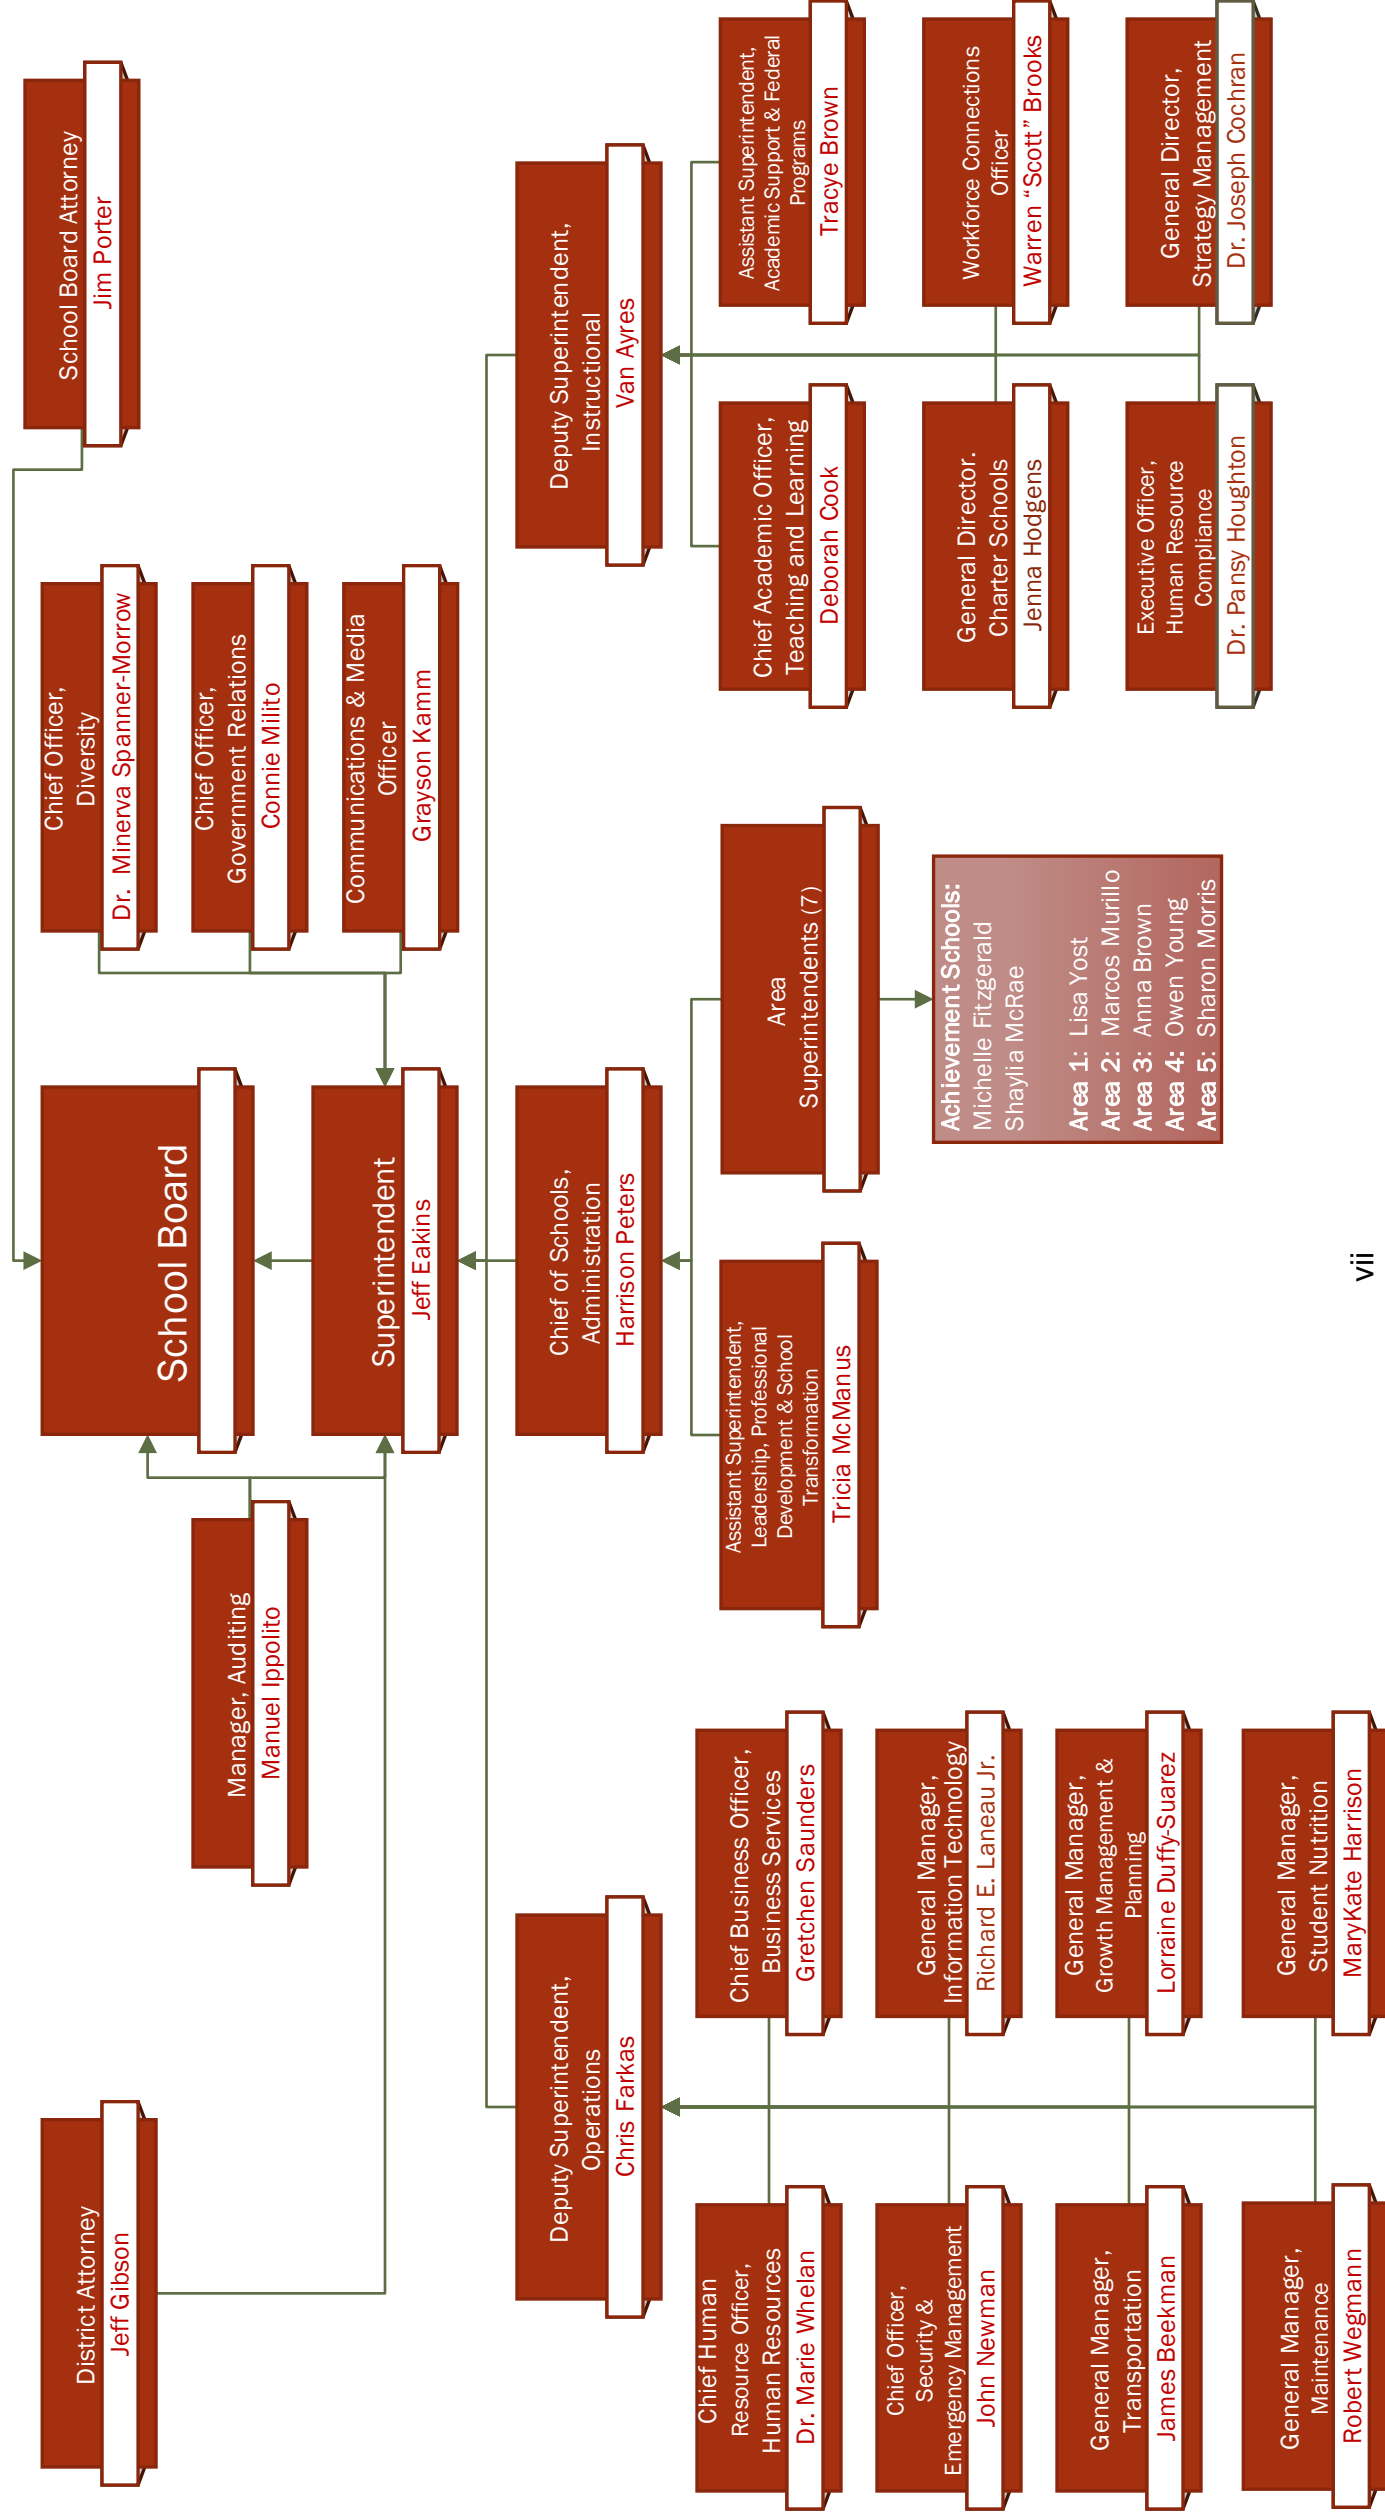 School Board Attorney
Jim Porter
District Attorney
Jeff Gibson
School Board
Chief Officer,
Diversity
Dr. Minerva Spanner-Morrow
Manager, Auditing
Manuel Ippolito
Chief Officer,
Government Relations
Connie Milito
Superintendent
Jeff Eakins
Communications & Media
Officer
Grayson Kamm
Deputy Superintendent,
Operations
Chris Farkas
Chief of Schools,
Administration
Harrison Peters
Deputy Superintendent,
Instructional
Van Ayres
Chief Human
Resource Officer,
Human Resources
Dr. Marie Whelan
Chief Business Officer,
Business Services
Gretchen Saunders
Assistant Superintendent,
Leadership, Professional
Development & School
Transformation
Tricia McManus
Area
Superintendents (7)
Chief Academic Officer,
Teaching and Learning
Deborah Cook
Assistant Superintendent,
Academic Support & Federal
Programs
Tracye Brown
Chief Officer,
Security &
Emergency Management
John Newman
General Manager,
Information Technology
Richard E. Laneau Jr.
Achievement Schools:
Michelle Fitzgerald
Shaylia McRae
Area 1: Lisa Yost
Area 2: Marcos Murillo
Area 3: Anna Brown
Area 4: Owen Young
Area 5: Sharon Morris
General Director.
Charter Schools
Jenna Hodgens
Workforce Connections
Officer
Warren “Scott” Brooks
General Manager,
Transportation
James Beekman
General Manager,
Growth Management &
Planning
Lorraine Duffy-Suarez
Executive Officer,
Human Resource
Compliance
Dr. Pansy Houghton
General Director,
Strategy Management
Dr. Joseph Cochran
General Manager,
Maintenance
Robert Wegmann
General Manager,
Student Nutrition
MaryKate Harrison
vii